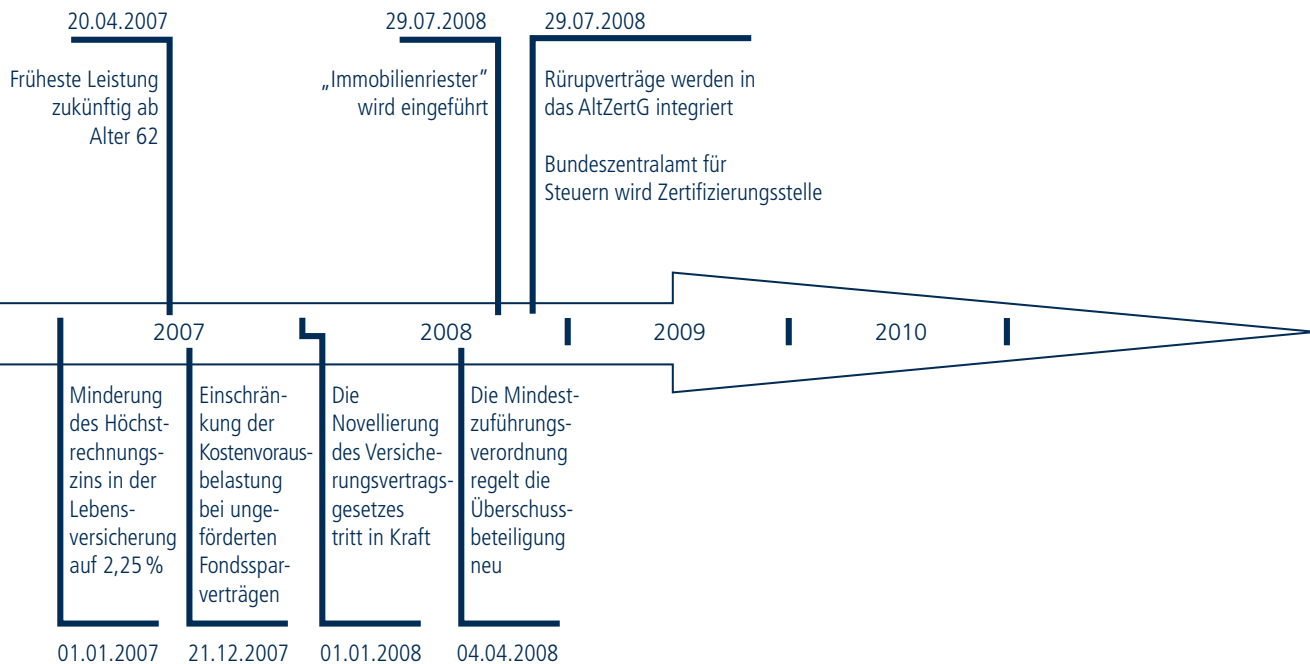 20.04.2007
Früheste Leistung
zukünftig ab
Alter 62
29.07.2008
„Immobilienriester”
wird eingeführt
29.07.2008
Rürupverträge werden in
das AltZertG integriert
Bundeszentralamt für
Steuern wird Zertifizierungsstelle
2007
2008
2009
2010
Minderung
des Höchst-
rechnungs-
zins in der
Lebens-
versicherung
auf 2,25 %
01.01.2007
Einschrän-
kung der
Kostenvoraus-
belastung
bei unge-
förderten
Fondsspar-
verträgen
21.12.2007
Die
Novellierung
des Versiche-
rungsvertrags-
gesetzes
tritt in Kraft
01.01.2008
Die Mindest-
zuführungs-
verordnung
regelt die
Überschuss-
beteiligung
neu
04.04.2008